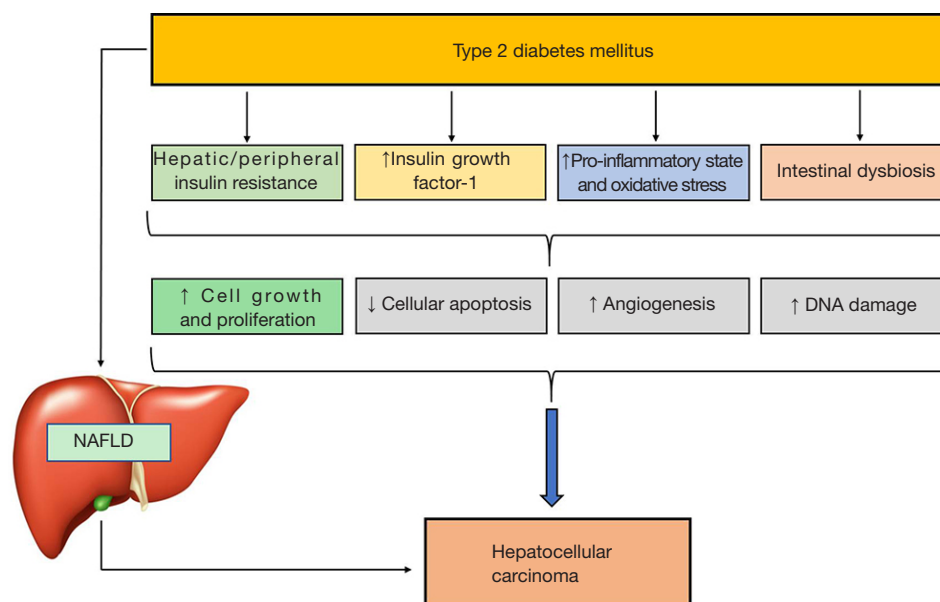 Type 2 diabetes mellitus
Hepatic/peripheral
insulin resistance
↑Insulin growth
factor-1
↑Pro-inflammatory state
and oxidative stress
Intestinal dysbiosis
↑ Cell growth
and proliferation
↓ Cellular apoptosis
↑ Angiogenesis
↑ DNA damage
NAFLD
Hepatocellular
carcinoma